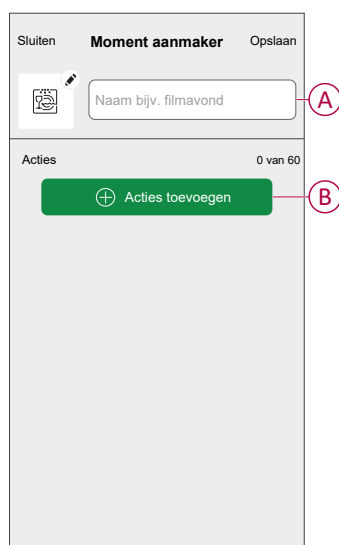 Sluiten Moment aanmaker Opslaan
Naam bijv. filmavond
A
Acties 0 van 60
Acties toevoegen
B